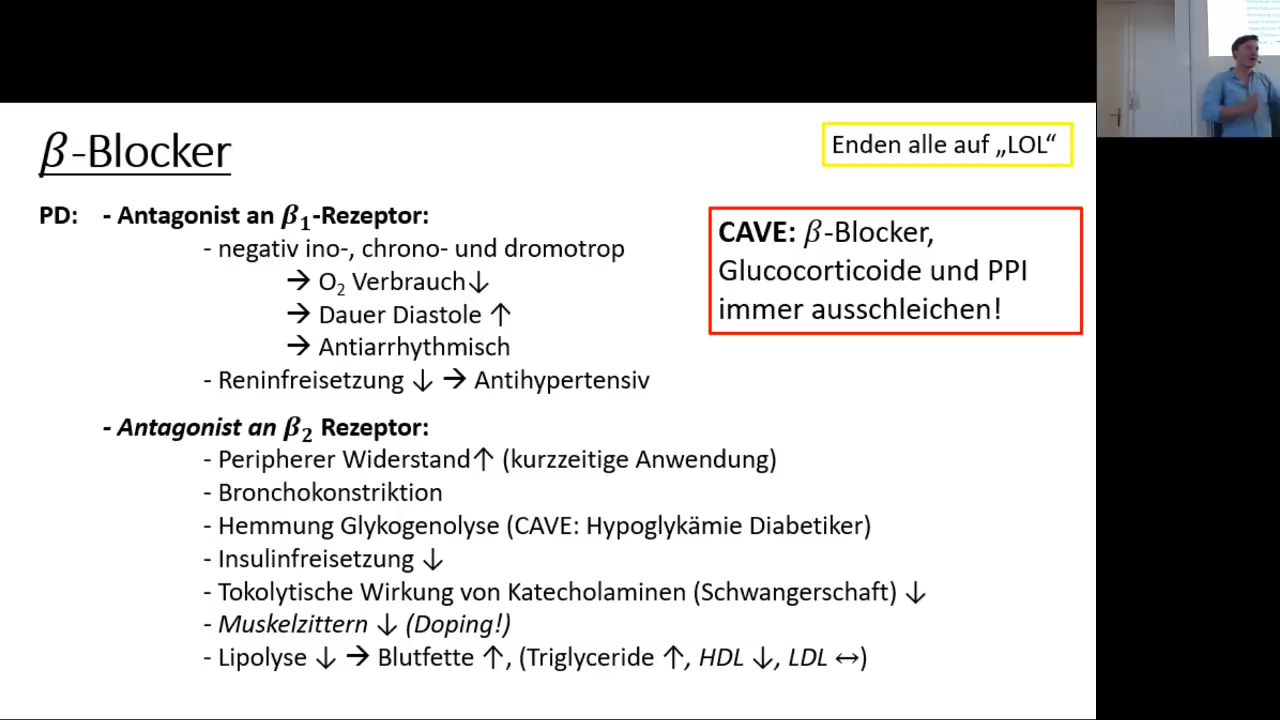 β-Blocker
Enden alle auf „LOL“
PD: - Antagonist an β₁-Rezeptor:
- negativ ino-, chrono- und dromotrop
→ O₂ Verbrauch↓
→ Dauer Diastole ↑
→ Antiarrhythmisch
- Reninfreisetzung ↓ → Antihypertensiv
CAVE: β-Blocker,
Glucocorticoide und PPI
immer ausschleichen!
- Antagonist an β₂ Rezeptor:
- Peripherer Widerstand↑ (kurzzeitige Anwendung)
- Bronchokonstriktion
- Hemmung Glykogenolyse (CAVE: Hypoglykämie Diabetiker)
- Insulinfreisetzung ↓
- Tokolytische Wirkung von Katecholaminen (Schwangerschaft) ↓
- Muskelzittern ↓ (Doping!)
- Lipolyse ↓ → Blutfette ↑, (Triglyceride ↑, HDL ↓, LDL ↔)